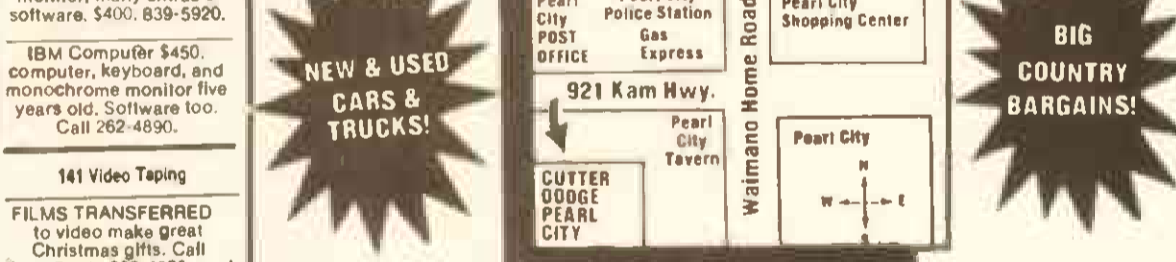 software. $400. 839-5920.
IBM Computer $450.
computer, keyboard, and
monochrome monitor five
years old. Software too.
Call 262-4890.
141 Video Taping
FILMS TRANSFERRED
to video make great
Christmas gifts. Call
NEW & USED
CARS &
TRUCKS!
Pearl
City
POST
OFFICE
Police Station
Gas
Express
921 Kam Hwy.
Pearl
City
Tavern
CUTTER
DODGE
PEARL
CITY
Waimano Home Road
Pearl City
Shopping Center
Pearl City
N
W
E
S
BIG
COUNTRY
BARGAINS!